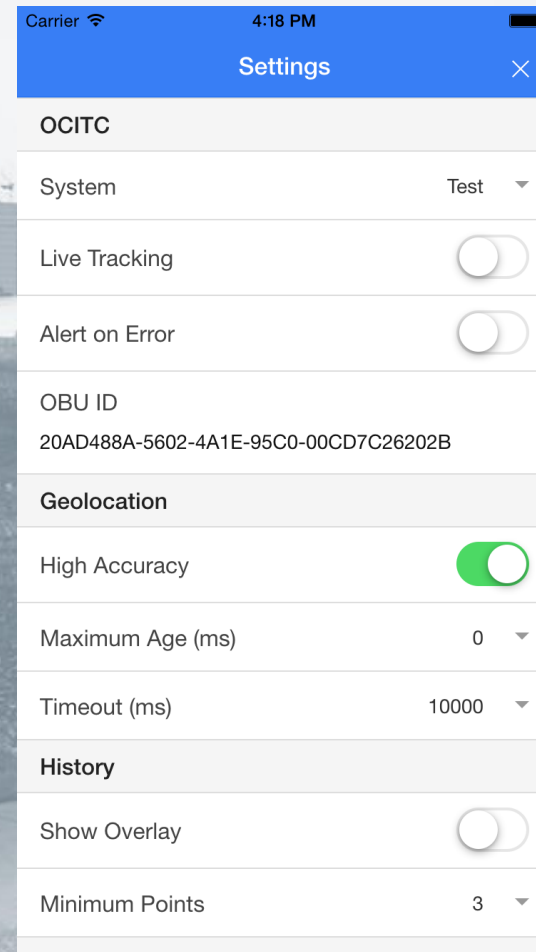 Carrier 4:18 PM
Settings
OCITC
System Test
Live Tracking
Alert on Error
OBU ID
20AD488A-5602-4A1E-95C0-00CD7C26202B
Geolocation
High Accuracy
Maximum Age (ms) 0
Timeout (ms) 10000
History
Show Overlay
Minimum Points 3